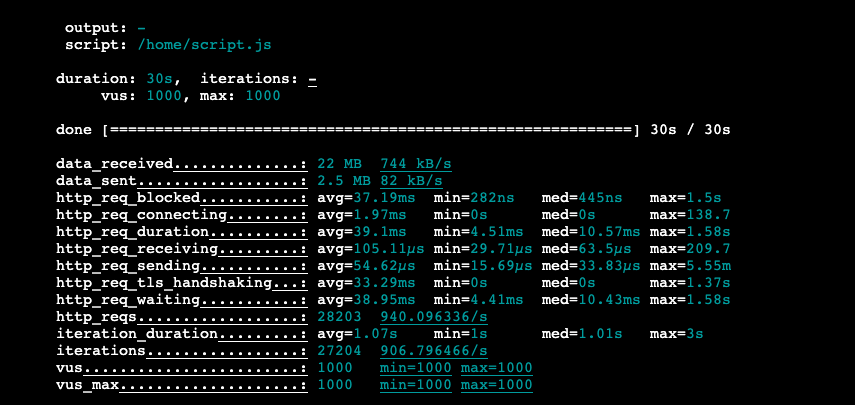 output: -
script: /home/script.js
duration: 30s,  iterations: -
vus: 1000, max: 1000
done [==========================================================] 30s / 30s
data_received..............: 22 MB  744 kB/s
data_sent..................: 2.5 MB 82 kB/s
http_req_blocked...........: avg=37.19ms  min=282ns   med=445ns   max=1.5s
http_req_connecting........: avg=1.97ms   min=0s      med=0s      max=138.7
http_req_duration..........: avg=39.1ms   min=4.51ms  med=10.57ms max=1.58s
http_req_receiving.........: avg=105.11µs min=29.71µs med=63.5µs  max=209.7
http_req_sending...........: avg=54.62µs  min=15.69µs med=33.83µs max=5.55m
http_req_tls_handshaking...: avg=33.29ms  min=0s      med=0s      max=1.37s
http_req_waiting...........: avg=38.95ms  min=4.41ms  med=10.43ms max=1.58s
http_reqs..................: 28203  940.096336/s
iteration_duration.........: avg=1.07s    min=1s      med=1.01s   max=3s
iterations.................: 27204  906.796466/s
vus........................: 1000   min=1000 max=1000
vus_max....................: 1000   min=1000 max=1000